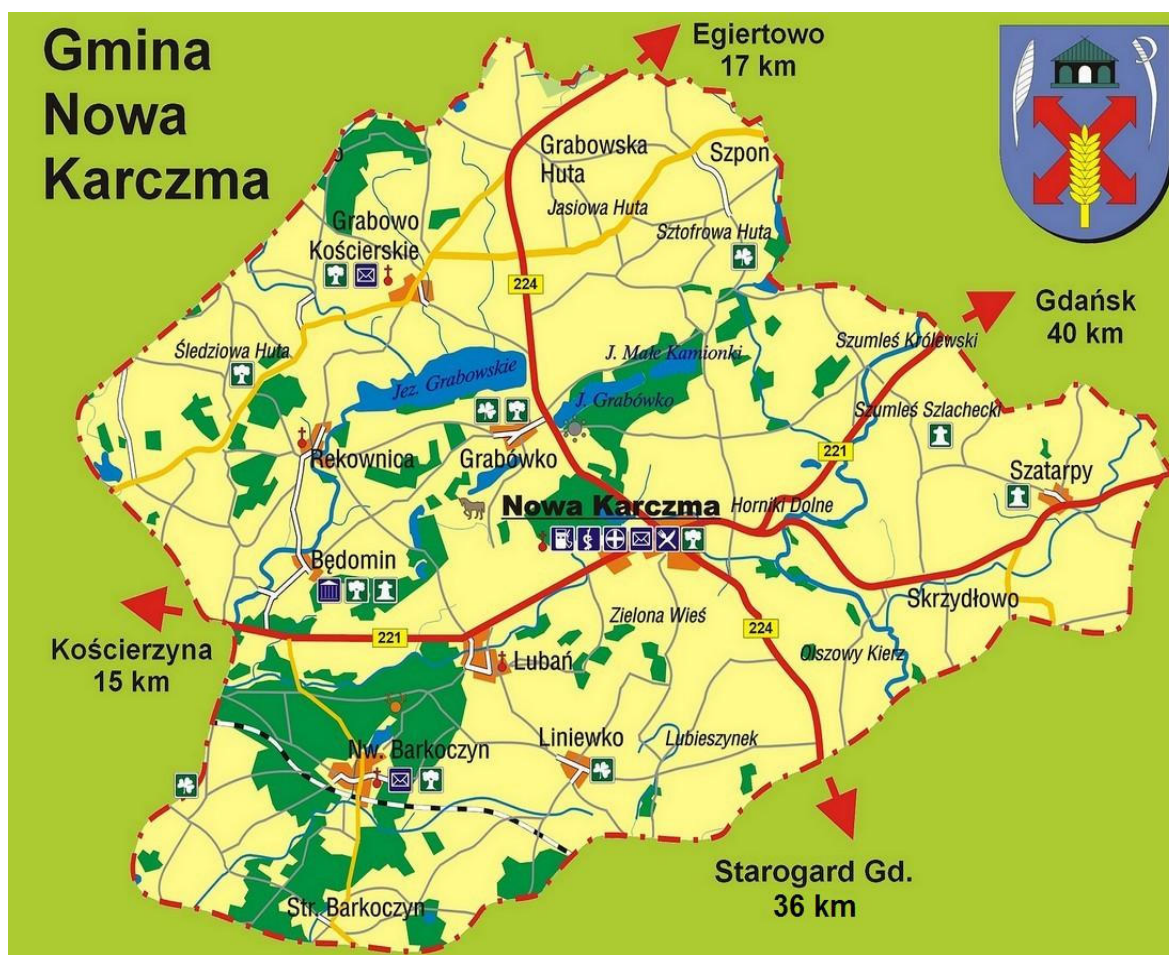 Gmina
Nowa
Karczma
Egiertowo
17 km
Grabowska
Huta
Szpon
Jasiowa Huta
Grabowo
Kościerskie
Sztofrowa Huta
224
Gdańsk
40 km
Śledziowa Huta
J. Małe Kamionki
Szumleś Królewski
Jez. Grabowskie
J. Grabówko
Szumleś Szlachecki
221
Rekownica
Grabówko
Szatarpy
Nowa Karczma
Horniki Dolne
Będomin
Skrzydłowo
Zielona Wieś
224
221
Kościerzyna
15 km
Lubań
Olszowy Kierz
Nw. Barkoczyn
Liniewko
Lubieszynek
Starogard Gd.
36 km
Str. Barkoczyn